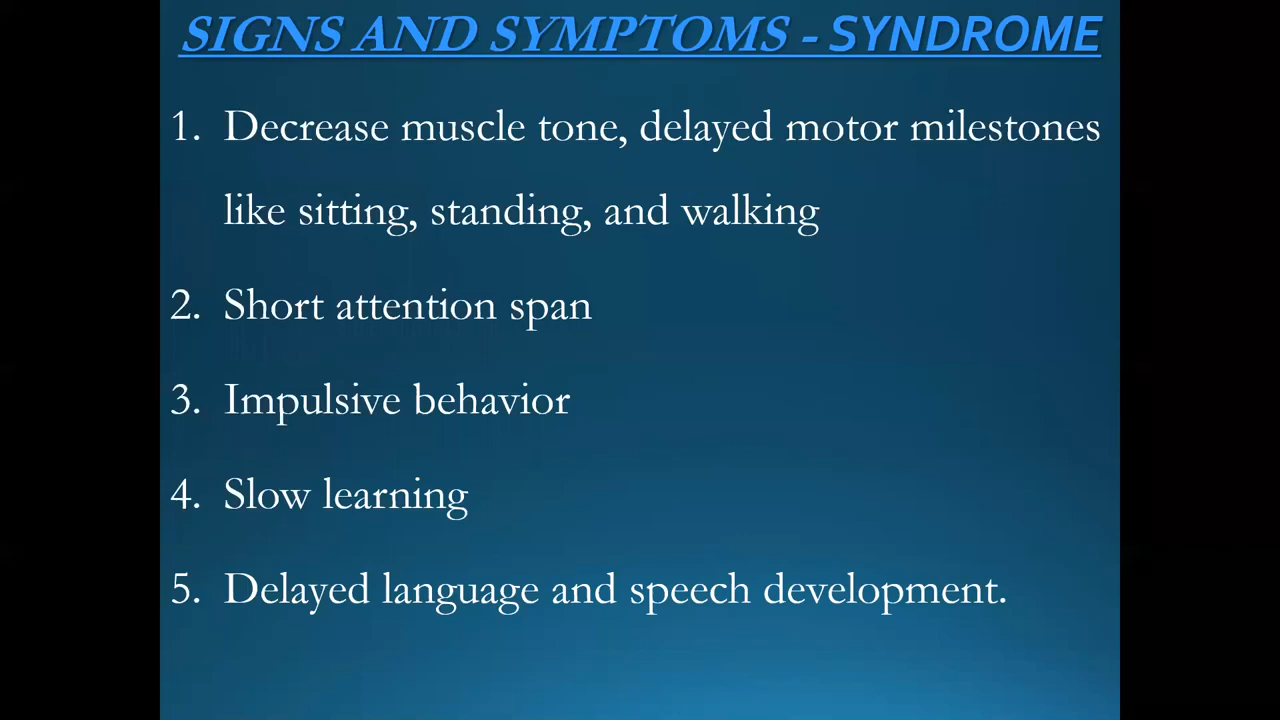 SIGNS AND SYMPTOMS - SYNDROME
1. Decrease muscle tone, delayed motor milestones
like sitting, standing, and walking
2. Short attention span
3. Impulsive behavior
4. Slow learning
5. Delayed language and speech development.